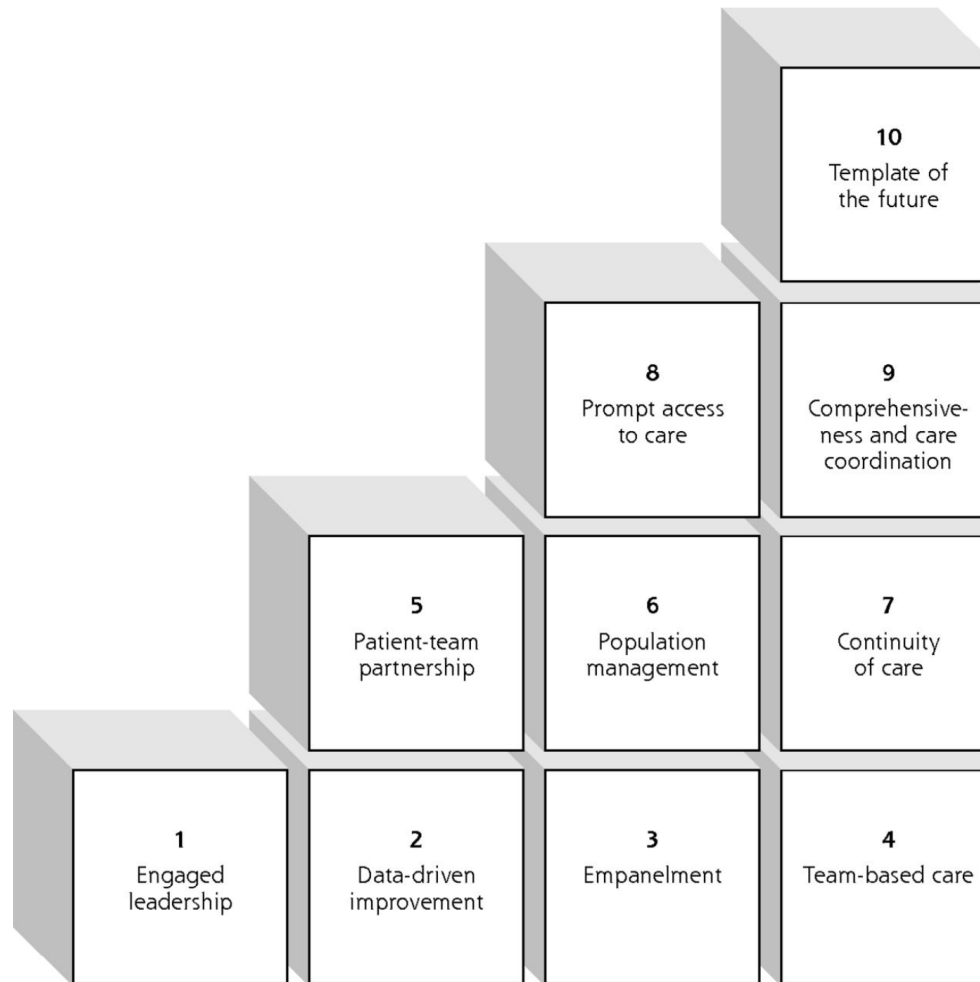 10
Template of
the future
8
Prompt access
to care
9
Comprehensive-
ness and care
coordination
5
Patient-team
partnership
6
Population
management
7
Continuity
of care
1
Engaged
leadership
2
Data-driven
improvement
3
Empanelment
4
Team-based care